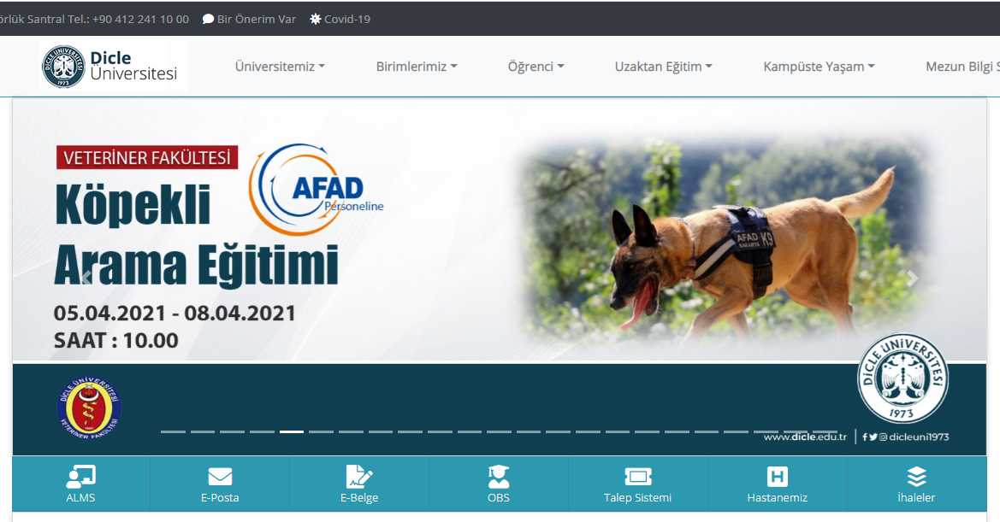 Santral Tel.: +90 412 241 10 00 Bir Önerim Var Covid-19
Dicle
Üniversitesi
Üniversitemiz
Birimlerimiz
Öğrenci
Uzaktan Eğitim
Kampüste Yaşam
Mezun Bilgi
VETERİNER FAKÜLTESİ
AFAD
Personeline
Köpekli
Arama Eğitimi
05.04.2021 - 08.04.2021
SAAT : 10.00
AFAD K9
SAKARYA
DİCLE ÜNİVERSİTESİ
VETERİNER FAKÜLTESİ
DİCLE ÜNİVERSİTESİ
1973
www.dicle.edu.tr
dicleuni1973
ALMS
E-Posta
E-Belge
OBS
Talep Sistemi
Hastanemiz
İhaleler